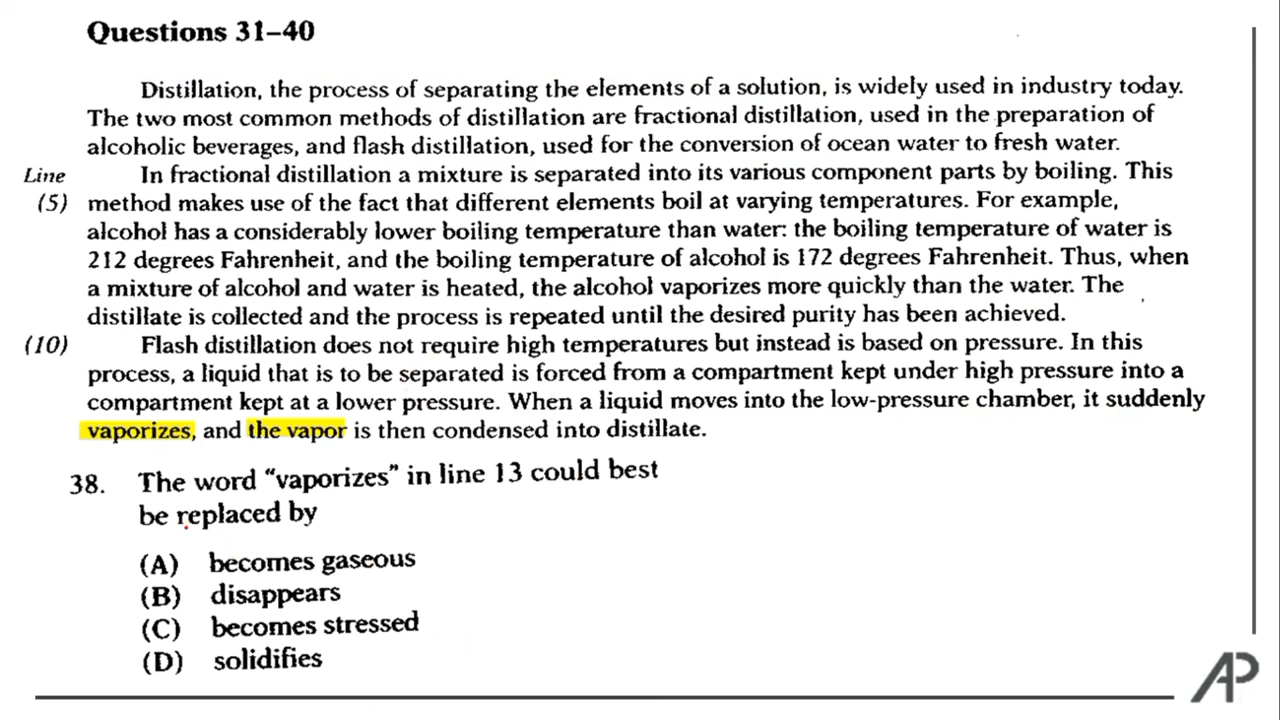 Questions 31–40
Distillation, the process of separating the elements of a solution, is widely used in industry today.
The two most common methods of distillation are fractional distillation, used in the preparation of
alcoholic beverages, and flash distillation, used for the conversion of ocean water to fresh water.
Line In fractional distillation a mixture is separated into its various component parts by boiling. This
(5) method makes use of the fact that different elements boil at varying temperatures. For example,
alcohol has a considerably lower boiling temperature than water: the boiling temperature of water is
212 degrees Fahrenheit, and the boiling temperature of alcohol is 172 degrees Fahrenheit. Thus, when
a mixture of alcohol and water is heated, the alcohol vaporizes more quickly than the water. The
distillate is collected and the process is repeated until the desired purity has been achieved.
(10) Flash distillation does not require high temperatures but instead is based on pressure. In this
process, a liquid that is to be separated is forced from a compartment kept under high pressure into a
compartment kept at a lower pressure. When a liquid moves into the low-pressure chamber, it suddenly
vaporizes, and the vapor is then condensed into distillate.
38. The word “vaporizes” in line 13 could best
be replaced by
(A) becomes gaseous
(B) disappears
(C) becomes stressed
(D) solidifies
AP